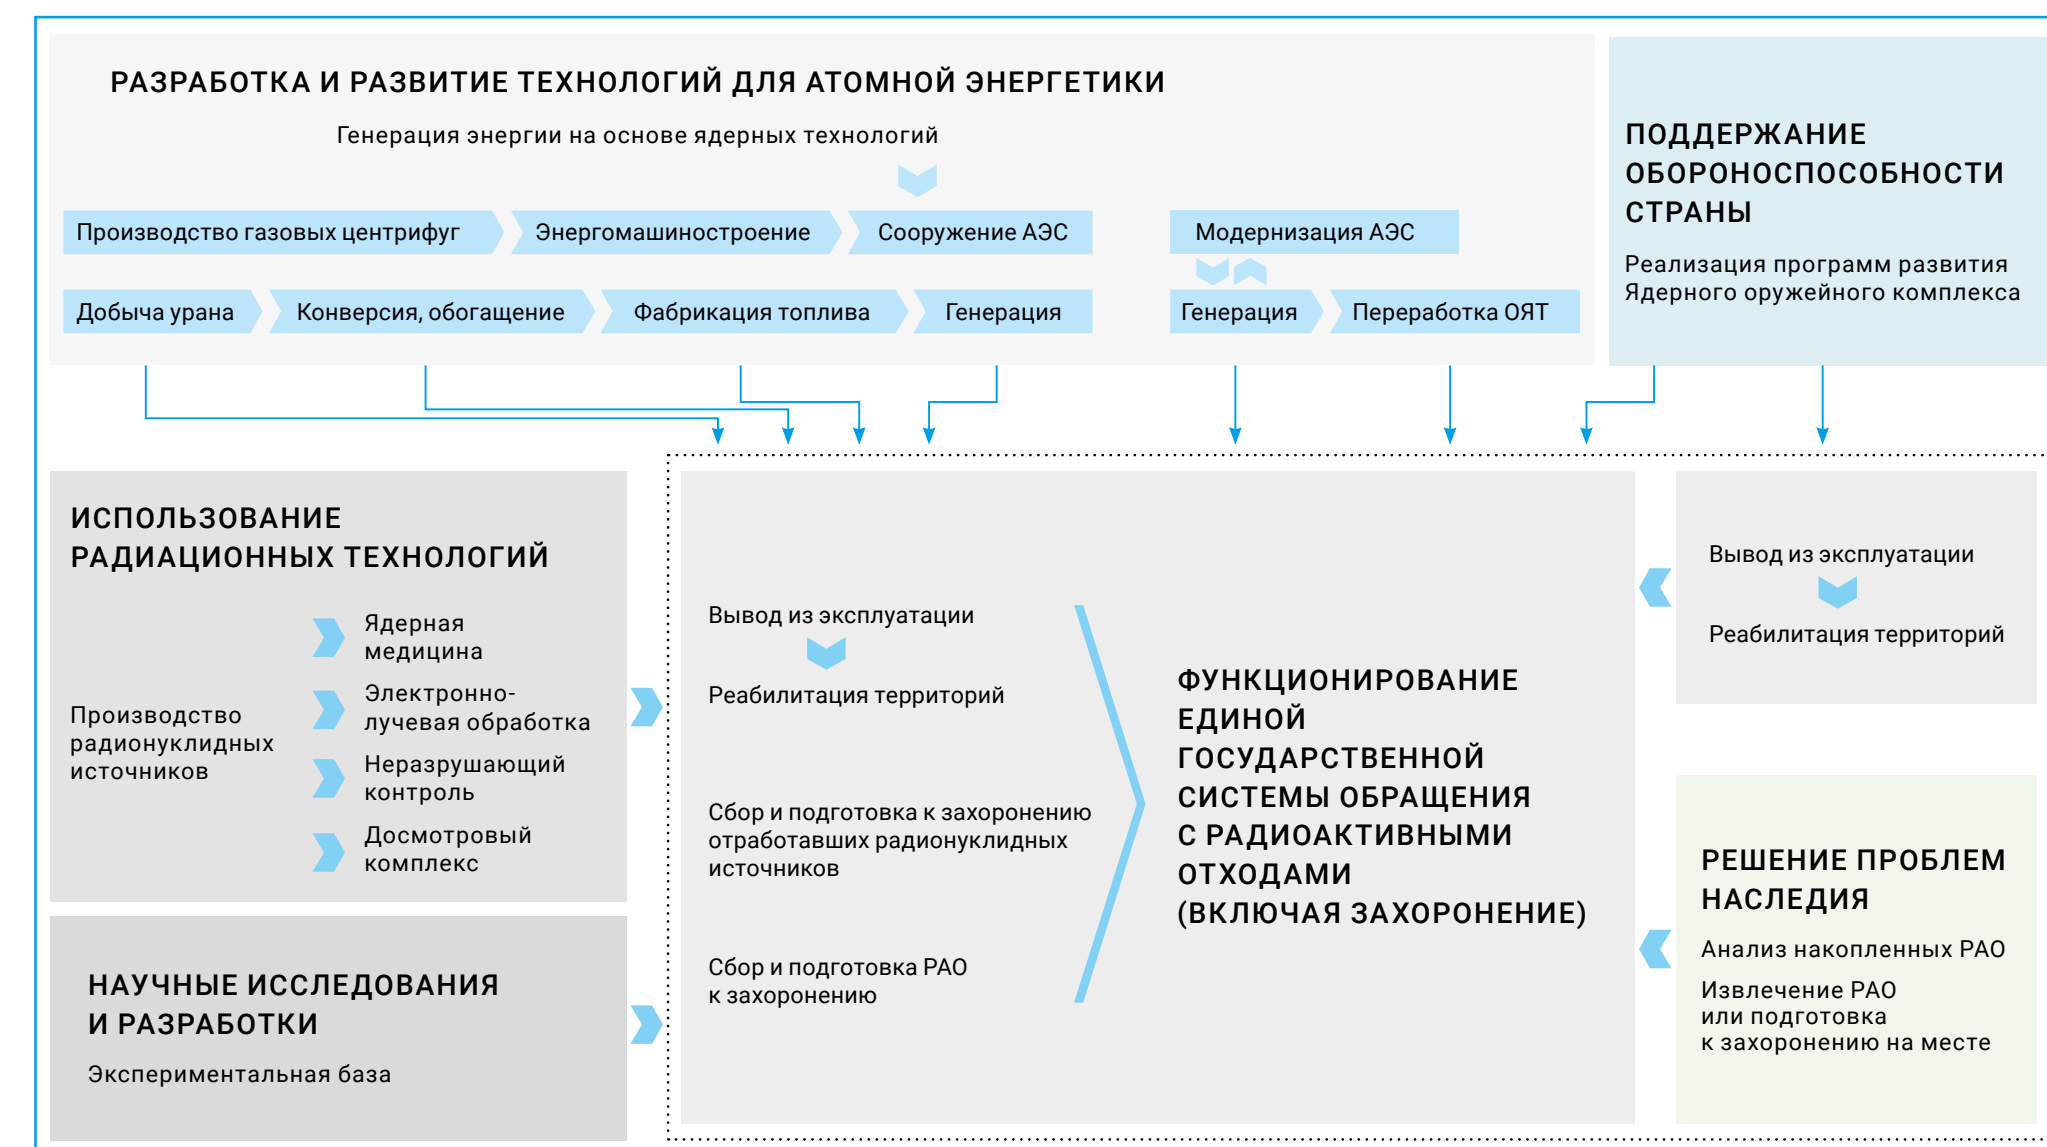 РАЗРАБОТКА И РАЗВИТИЕ ТЕХНОЛОГИЙ ДЛЯ АТОМНОЙ ЭНЕРГЕТИКИ
Генерация энергии на основе ядерных технологий
Производство газовых центрифуг
Энергомашиностроение
Сооружение АЭС
Модернизация АЭС
Добыча урана
Конверсия, обогащение
Фабрикация топлива
Генерация
Генерация
Переработка ОЯТ
ПОДДЕРЖАНИЕ
ОБОРОНОСПОСОБНОСТИ
СТРАНЫ
Реализация программ развития
Ядерного оружейного комплекса
ИСПОЛЬЗОВАНИЕ
РАДИАЦИОННЫХ ТЕХНОЛОГИЙ
Производство
радионуклидных
источников
Ядерная
медицина
Электронно-
лучевая обработка
Неразрушающий
контроль
Досмотровый
комплекс
НАУЧНЫЕ ИССЛЕДОВАНИЯ
И РАЗРАБОТКИ
Экспериментальная база
Вывод из эксплуатации
Реабилитация территорий
Сбор и подготовка к захоронению
отработавших радионуклидных
источников
Сбор и подготовка РАО
к захоронению
ФУНКЦИОНИРОВАНИЕ
ЕДИНОЙ
ГОСУДАРСТВЕННОЙ
СИСТЕМЫ ОБРАЩЕНИЯ
С РАДИОАКТИВНЫМИ
ОТХОДАМИ
(ВКЛЮЧАЯ ЗАХОРОНЕНИЕ)
Вывод из эксплуатации
Реабилитация территорий
РЕШЕНИЕ ПРОБЛЕМ
НАСЛЕДИЯ
Анализ накопленных РАО
Извлечение РАО
или подготовка
к захоронению на месте